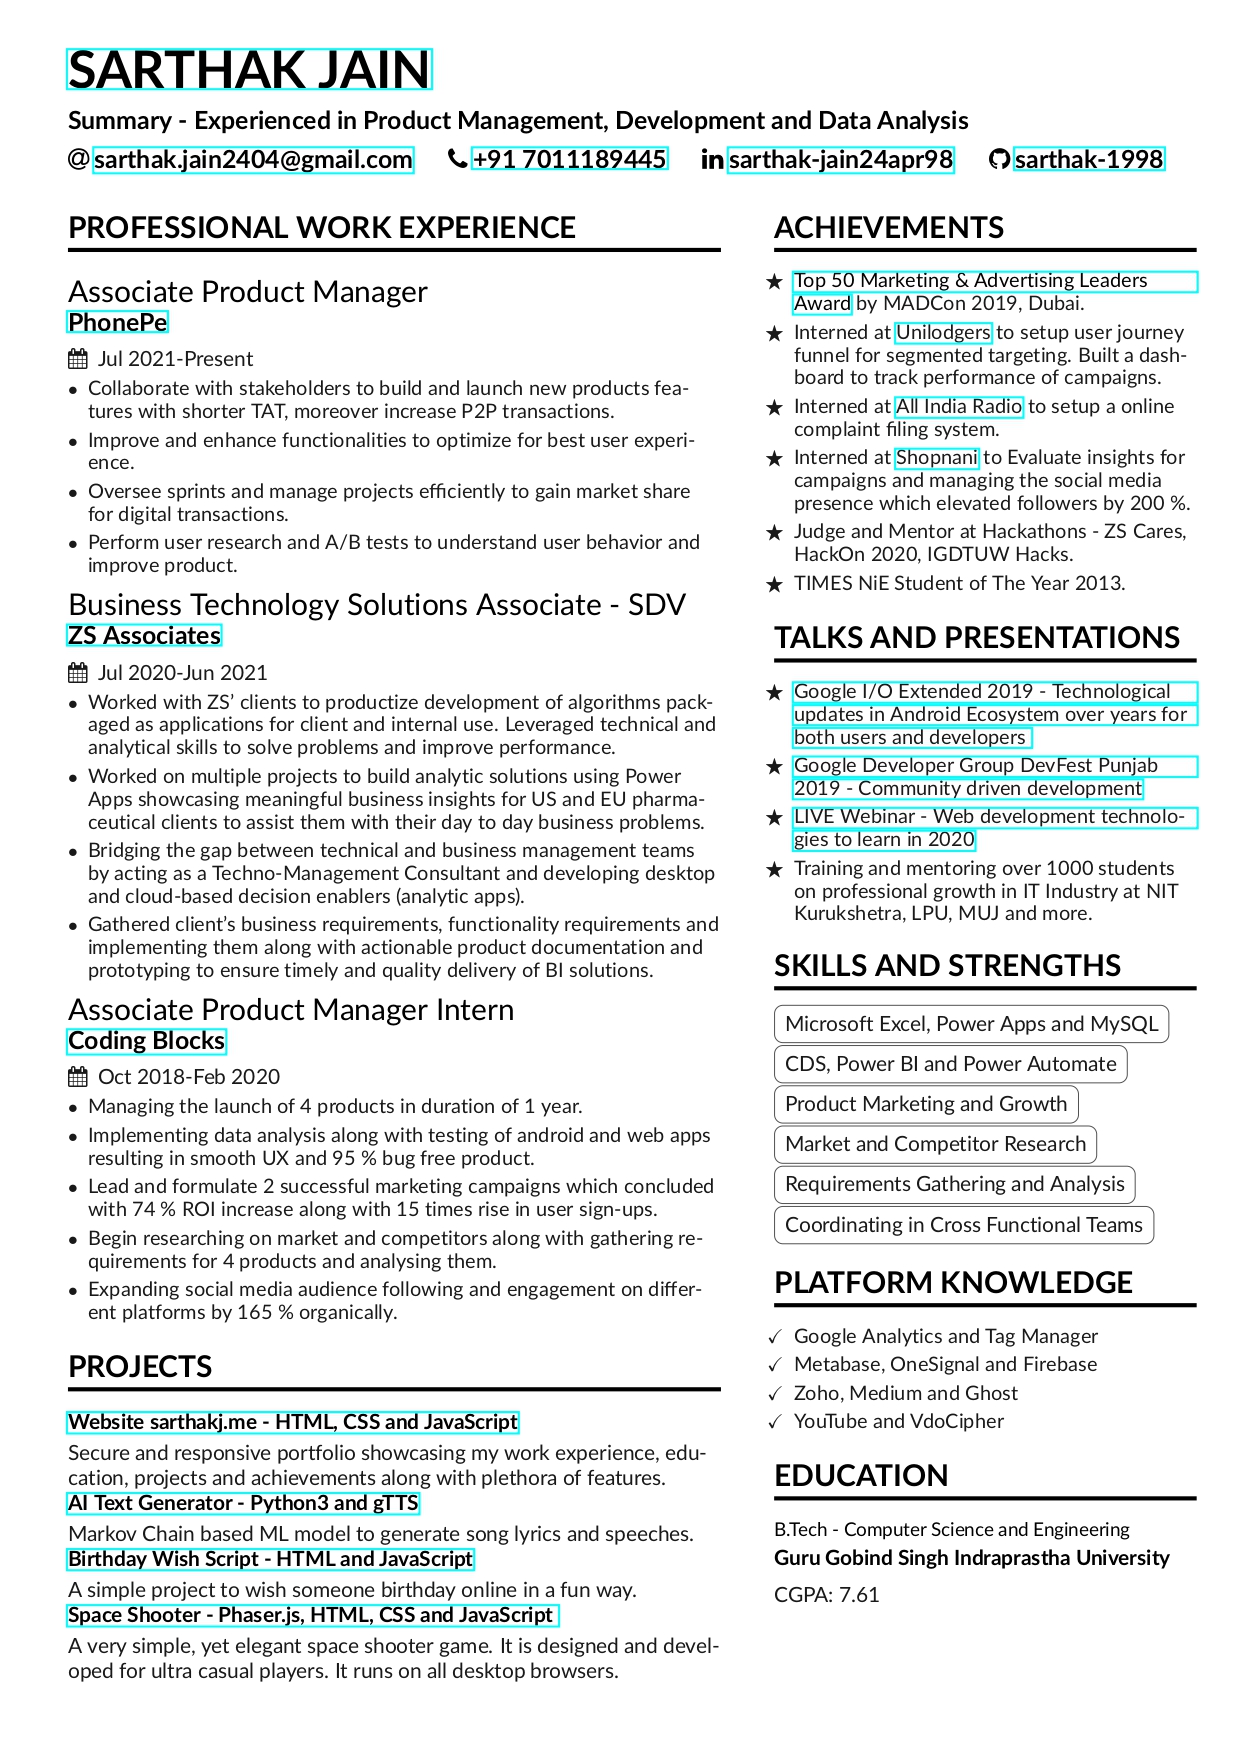 SARTHAK JAIN
Summary - Experienced in Product Management, Development and Data Analysis
@ sarthak.jain2404@gmail.com +91 7011189445 in sarthak-jain24apr98 sarthak-1998
PROFESSIONAL WORK EXPERIENCE
Associate Product Manager
PhonePe
Jul 2021-Present
• Collaborate with stakeholders to build and launch new products fea-
tures with shorter TAT, moreover increase P2P transactions.
• Improve and enhance functionalities to optimize for best user experi-
ence.
• Oversee sprints and manage projects efficiently to gain market share
for digital transactions.
• Perform user research and A/B tests to understand user behavior and
improve product.
Business Technology Solutions Associate - SDV
ZS Associates
Jul 2020-Jun 2021
• Worked with ZS’ clients to productize development of algorithms pack-
aged as applications for client and internal use. Leveraged technical and
analytical skills to solve problems and improve performance.
• Worked on multiple projects to build analytic solutions using Power
Apps showcasing meaningful business insights for US and EU pharma-
ceutical clients to assist them with their day to day business problems.
• Bridging the gap between technical and business management teams
by acting as a Techno-Management Consultant and developing desktop
and cloud-based decision enablers (analytic apps).
• Gathered client’s business requirements, functionality requirements and
implementing them along with actionable product documentation and
prototyping to ensure timely and quality delivery of BI solutions.
Associate Product Manager Intern
Coding Blocks
Oct 2018-Feb 2020
• Managing the launch of 4 products in duration of 1 year.
• Implementing data analysis along with testing of android and web apps
resulting in smooth UX and 95 % bug free product.
• Lead and formulate 2 successful marketing campaigns which concluded
with 74 % ROI increase along with 15 times rise in user sign-ups.
• Begin researching on market and competitors along with gathering re-
quirements for 4 products and analysing them.
• Expanding social media audience following and engagement on differ-
ent platforms by 165 % organically.
PROJECTS
Website sarthakj.me - HTML, CSS and JavaScript
Secure and responsive portfolio showcasing my work experience, edu-
cation, projects and achievements along with plethora of features.
AI Text Generator - Python3 and gTTS
Markov Chain based ML model to generate song lyrics and speeches.
Birthday Wish Script - HTML and JavaScript
A simple project to wish someone birthday online in a fun way.
Space Shooter - Phaser.js, HTML, CSS and JavaScript
A very simple, yet elegant space shooter game. It is designed and devel-
oped for ultra casual players. It runs on all desktop browsers.
ACHIEVEMENTS
★ Top 50 Marketing & Advertising Leaders
Award by MADCon 2019, Dubai.
★ Interned at Unilodgers to setup user journey
funnel for segmented targeting. Built a dash-
board to track performance of campaigns.
★ Interned at All India Radio to setup a online
complaint filing system.
★ Interned at Shopnani to Evaluate insights for
campaigns and managing the social media
presence which elevated followers by 200 %.
★ Judge and Mentor at Hackathons - ZS Cares,
HackOn 2020, IGDTUW Hacks.
★ TIMES NiE Student of The Year 2013.
TALKS AND PRESENTATIONS
★ Google I/O Extended 2019 - Technological
updates in Android Ecosystem over years for
both users and developers
★ Google Developer Group DevFest Punjab
2019 - Community driven development
★ LIVE Webinar - Web development technolo-
gies to learn in 2020
★ Training and mentoring over 1000 students
on professional growth in IT Industry at NIT
Kurukshetra, LPU, MUJ and more.
SKILLS AND STRENGTHS
Microsoft Excel, Power Apps and MySQL
CDS, Power BI and Power Automate
Product Marketing and Growth
Market and Competitor Research
Requirements Gathering and Analysis
Coordinating in Cross Functional Teams
PLATFORM KNOWLEDGE
✓ Google Analytics and Tag Manager
✓ Metabase, OneSignal and Firebase
✓ Zoho, Medium and Ghost
✓ YouTube and VdoCipher
EDUCATION
B.Tech - Computer Science and Engineering
Guru Gobind Singh Indraprastha University
CGPA: 7.61